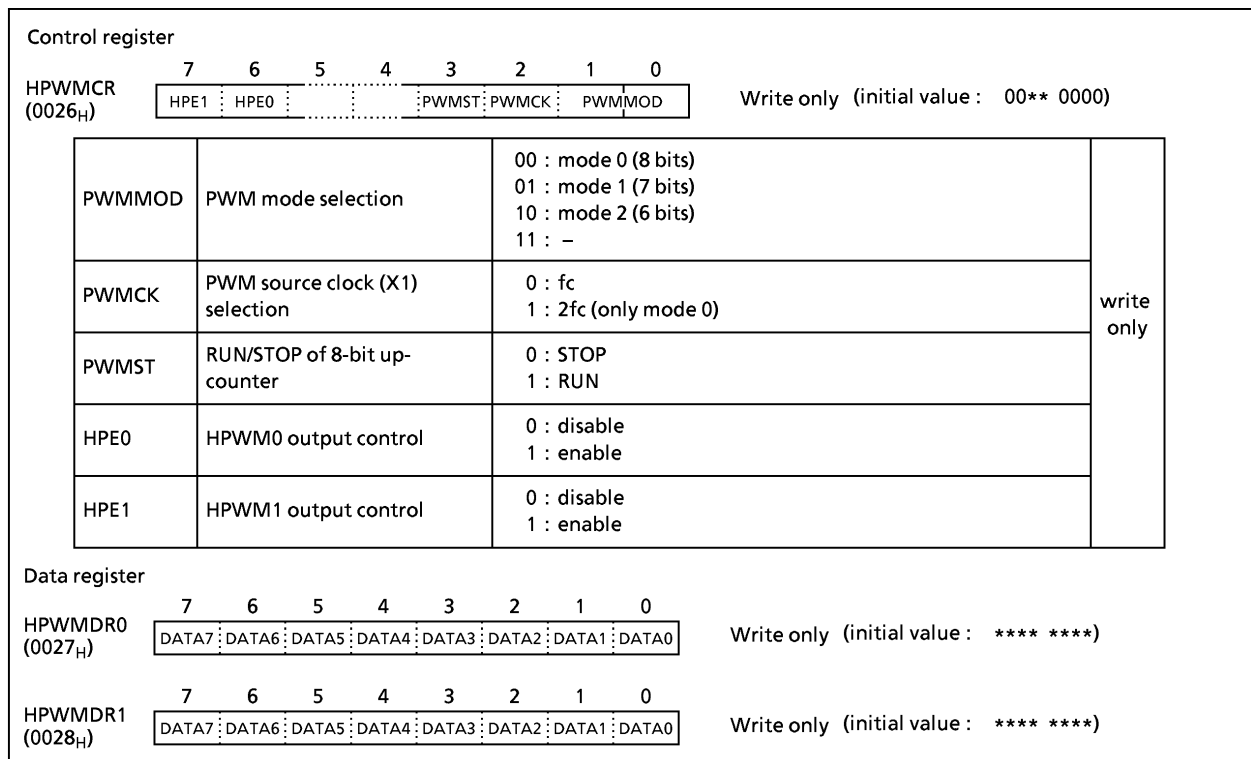 Control register
7 6 5 4 3 2 1 0
HPWMCR
(0026H)
HPE1 HPE0 PWMST PWMCK PWMMOD
Write only (initial value : 00** 0000)
PWMMOD PWM mode selection
00 : mode 0 (8 bits)
01 : mode 1 (7 bits)
10 : mode 2 (6 bits)
11 : –
PWMCK PWM source clock (X1)
selection
0 : fc
1 : 2fc (only mode 0)
PWMST RUN/STOP of 8-bit up-
counter
0 : STOP
1 : RUN
HPE0 HPWM0 output control
0 : disable
1 : enable
HPE1 HPWM1 output control
0 : disable
1 : enable
write
only
Data register
7 6 5 4 3 2 1 0
HPWMDR0
(0027H)
DATA7 DATA6 DATA5 DATA4 DATA3 DATA2 DATA1 DATA0
Write only (initial value : **** ****)
7 6 5 4 3 2 1 0
HPWMDR1
(0028H)
DATA7 DATA6 DATA5 DATA4 DATA3 DATA2 DATA1 DATA0
Write only (initial value : **** ****)